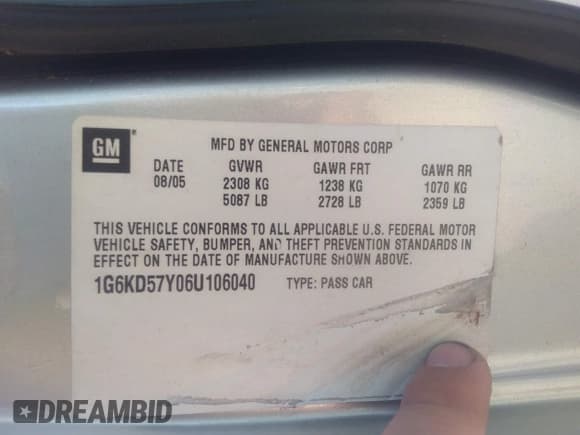 GM ®
MFD BY GENERAL MOTORS CORP
DATE GVWR GAWR FRT GAWR RR
08/05 2308 KG 1238 KG 1070 KG
5087 LB 2728 LB 2359 LB
THIS VEHICLE CONFORMS TO ALL APPLICABLE U.S. FEDERAL MOTOR
VEHICLE SAFETY, BUMPER, AND THEFT PREVENTION STANDARDS IN
EFFECT ON THE DATE OF MANUFACTURE SHOWN ABOVE.
1G6KD57Y06U106040 TYPE: PASS CAR
DREAMBID